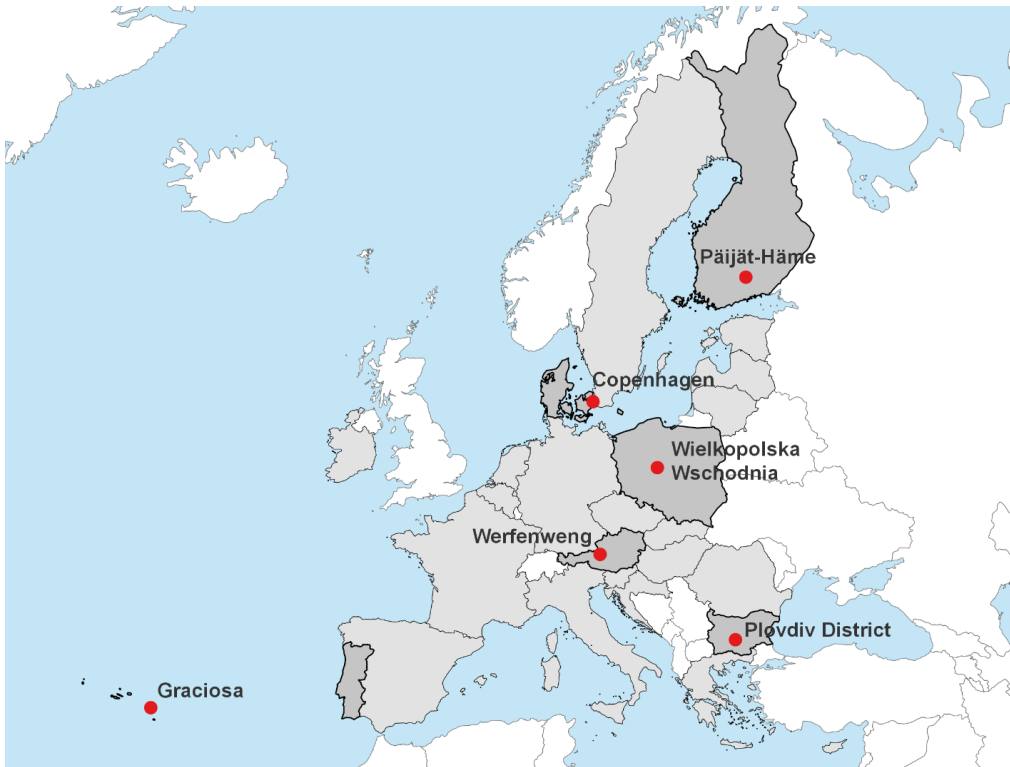 Päijät-Häme
Copenhagen
Wielkopolska
Wschodnia
Werfenweng
Plovdiv District
Graciosa